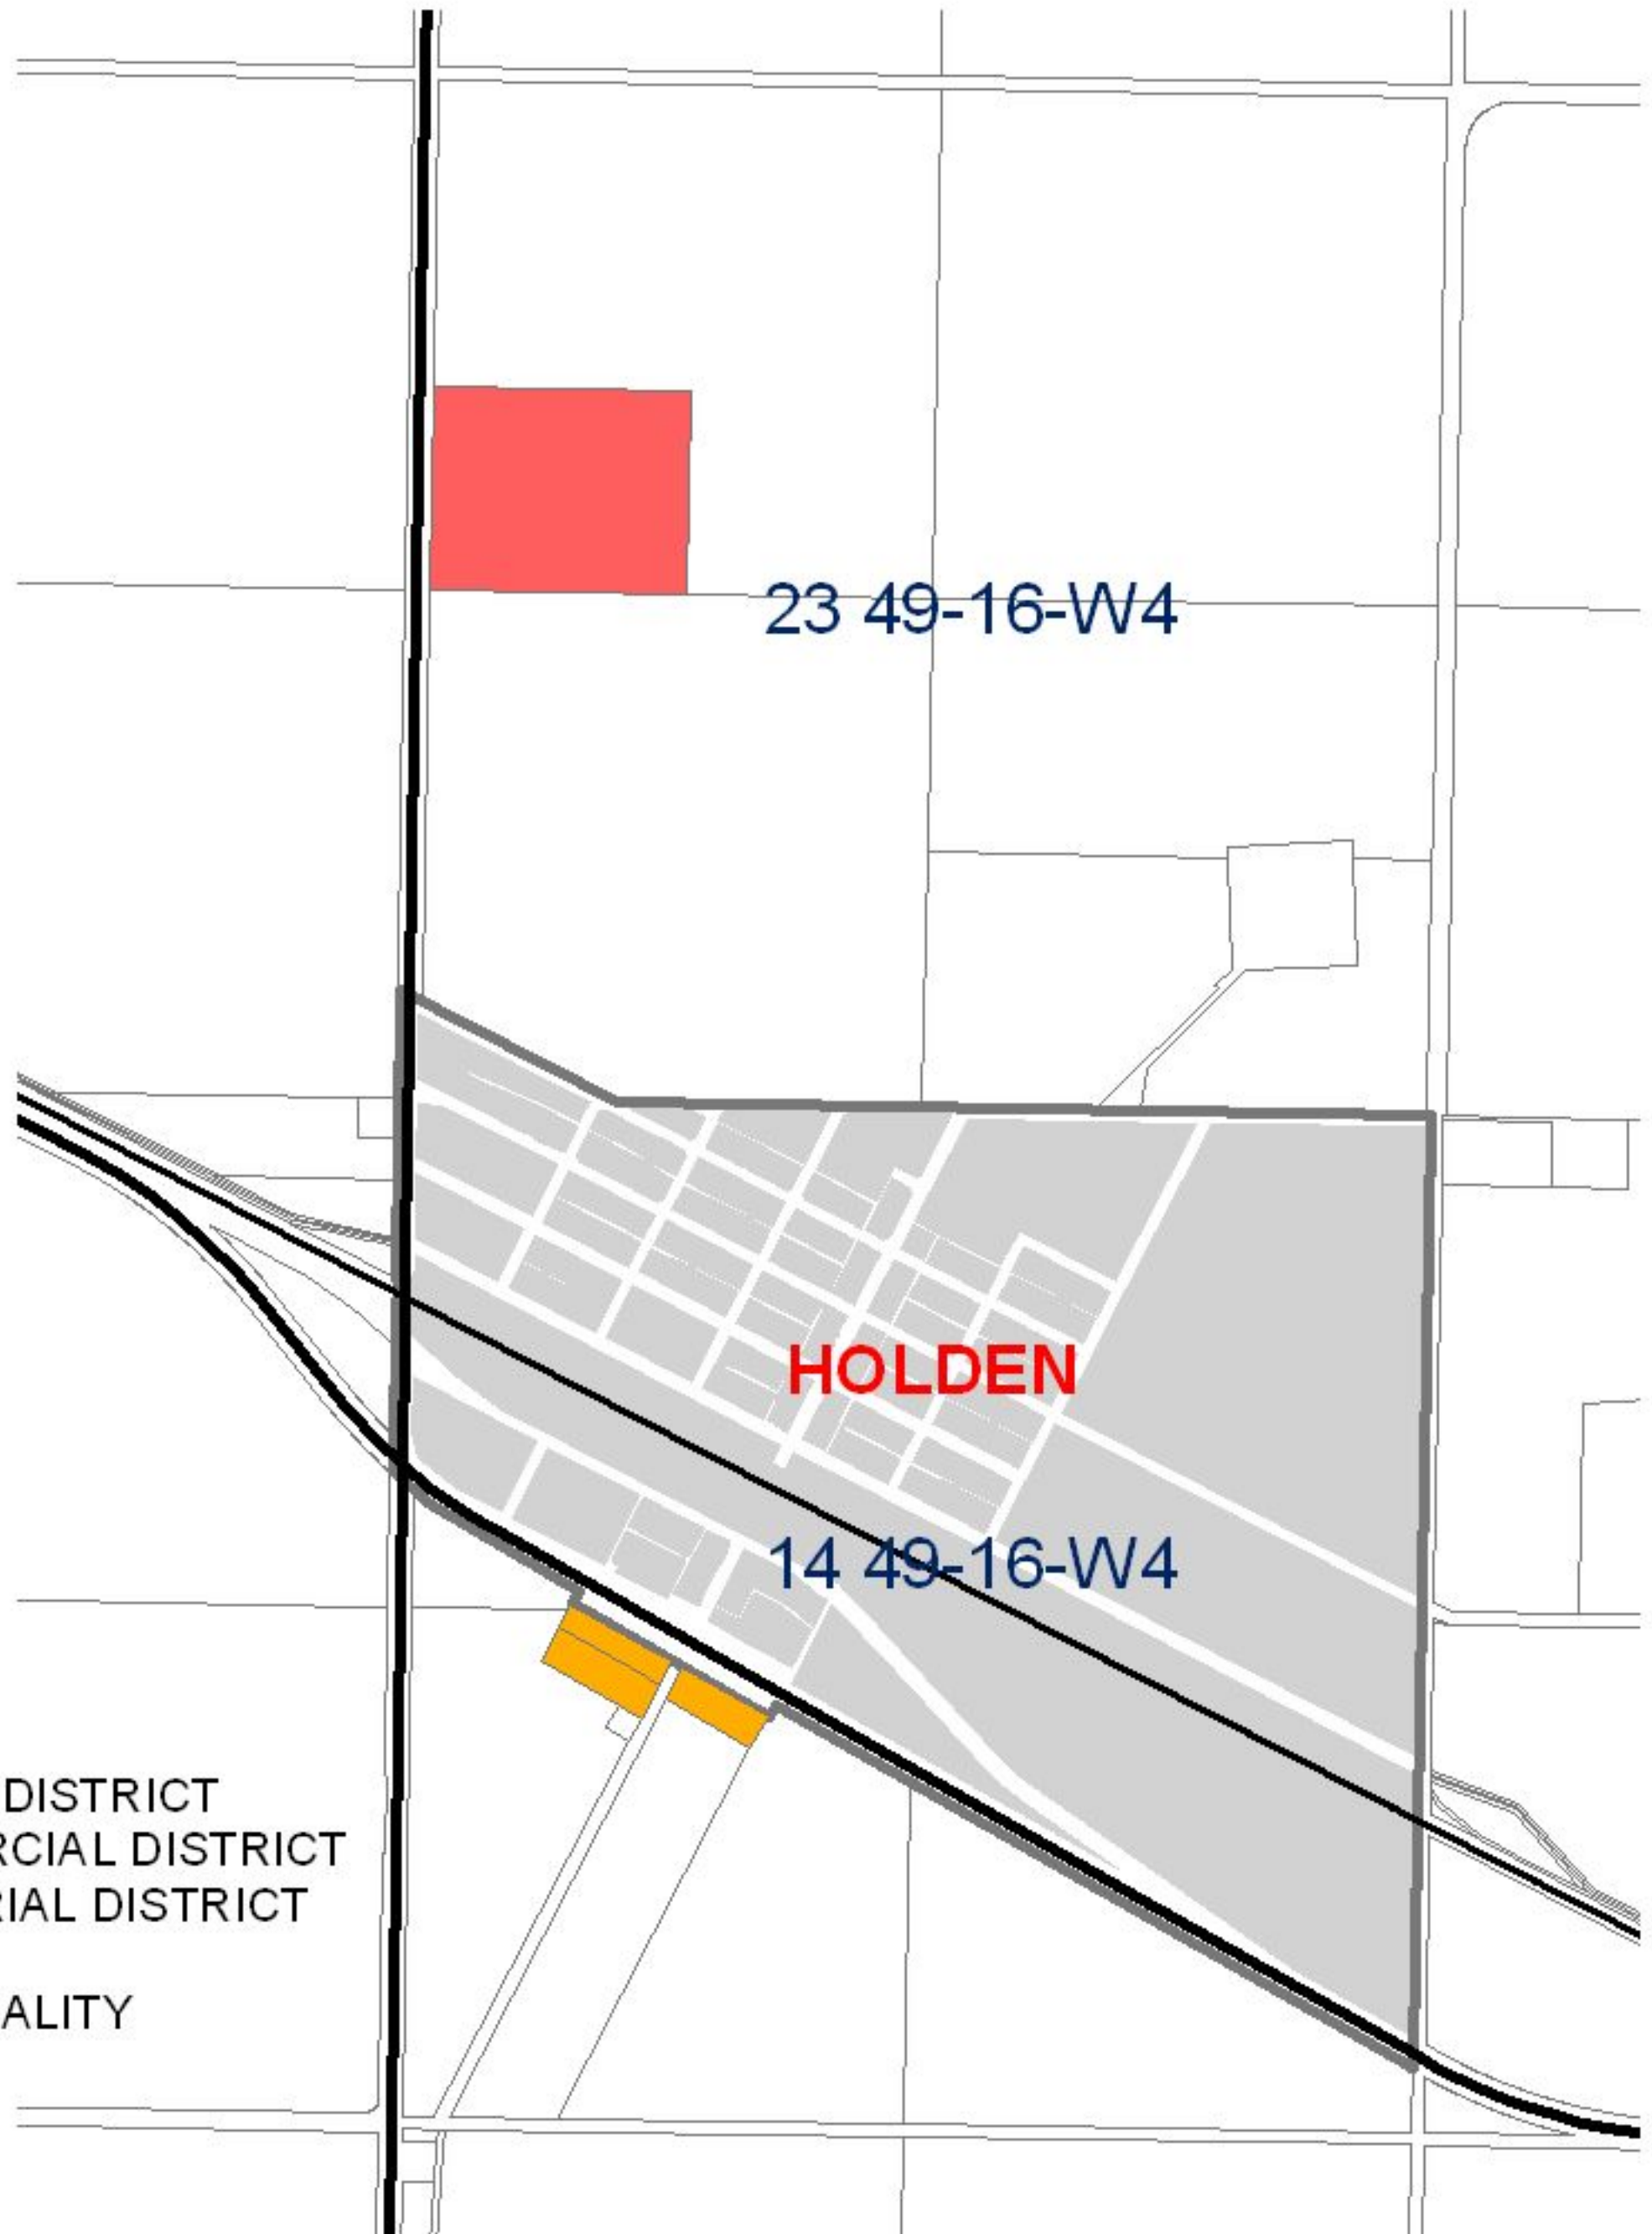 23 49-16-W4
HOLDEN
14 49-16-W4
DISTRICT
RCIAL DISTRICT
RIAL DISTRICT
ALITY